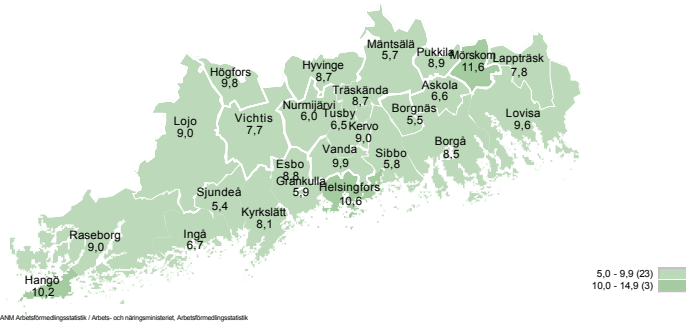 Mäntsälä
5,7
Pukkila
8,9
Mörskom
11,6
Lappträsk
7,8
Högfors
9,8
Hyvinge
8,7
Askola
6,6
Träskända
8,7
Nurmijärvi
6,0
Tusby
6,5
Borgnäs
5,5
Lovisa
9,6
Lojo
9,0
Vichtis
7,7
Kervo
9,0
Borgå
8,5
Vanda
9,9
Sibbo
5,8
Esbo
8,8
Grankulla
5,9
Helsingfors
10,6
Sjundeå
5,4
Kyrkslätt
8,1
Raseborg
9,0
Ingå
6,7
Hangö
10,2
5,0 - 9,9 (23)
10,0 - 14,9 (3)
ANM Arbetsförmedlingsstatistik / Arbets- och näringsministeriet, Arbetsförmedlingsstatistik